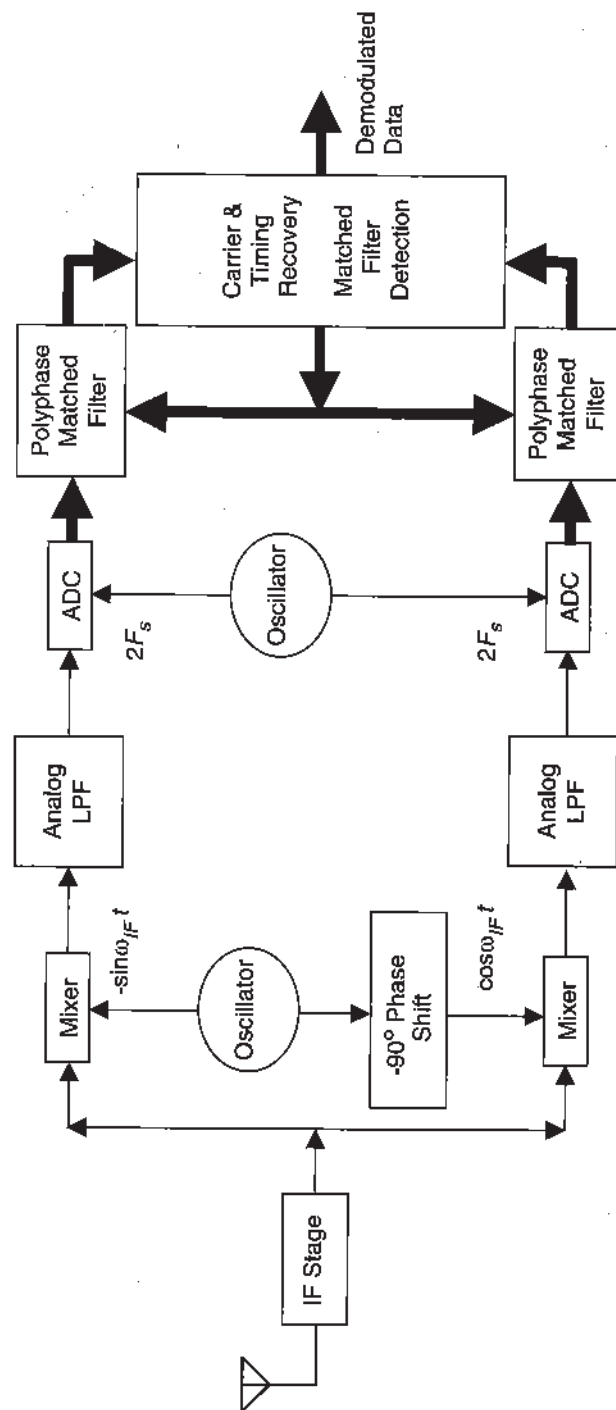 IF Stage
Mixer
-sinω_IF t
Oscillator
-90° Phase
Shift
cosω_IF t
Mixer
Analog
LPF
Analog
LPF
ADC
2F_s
Oscillator
2F_s
ADC
Polyphase
Matched
Filter
Polyphase
Matched
Filter
Carrier &
Timing
Recovery
Matched
Filter
Detection
Demodulated
Data